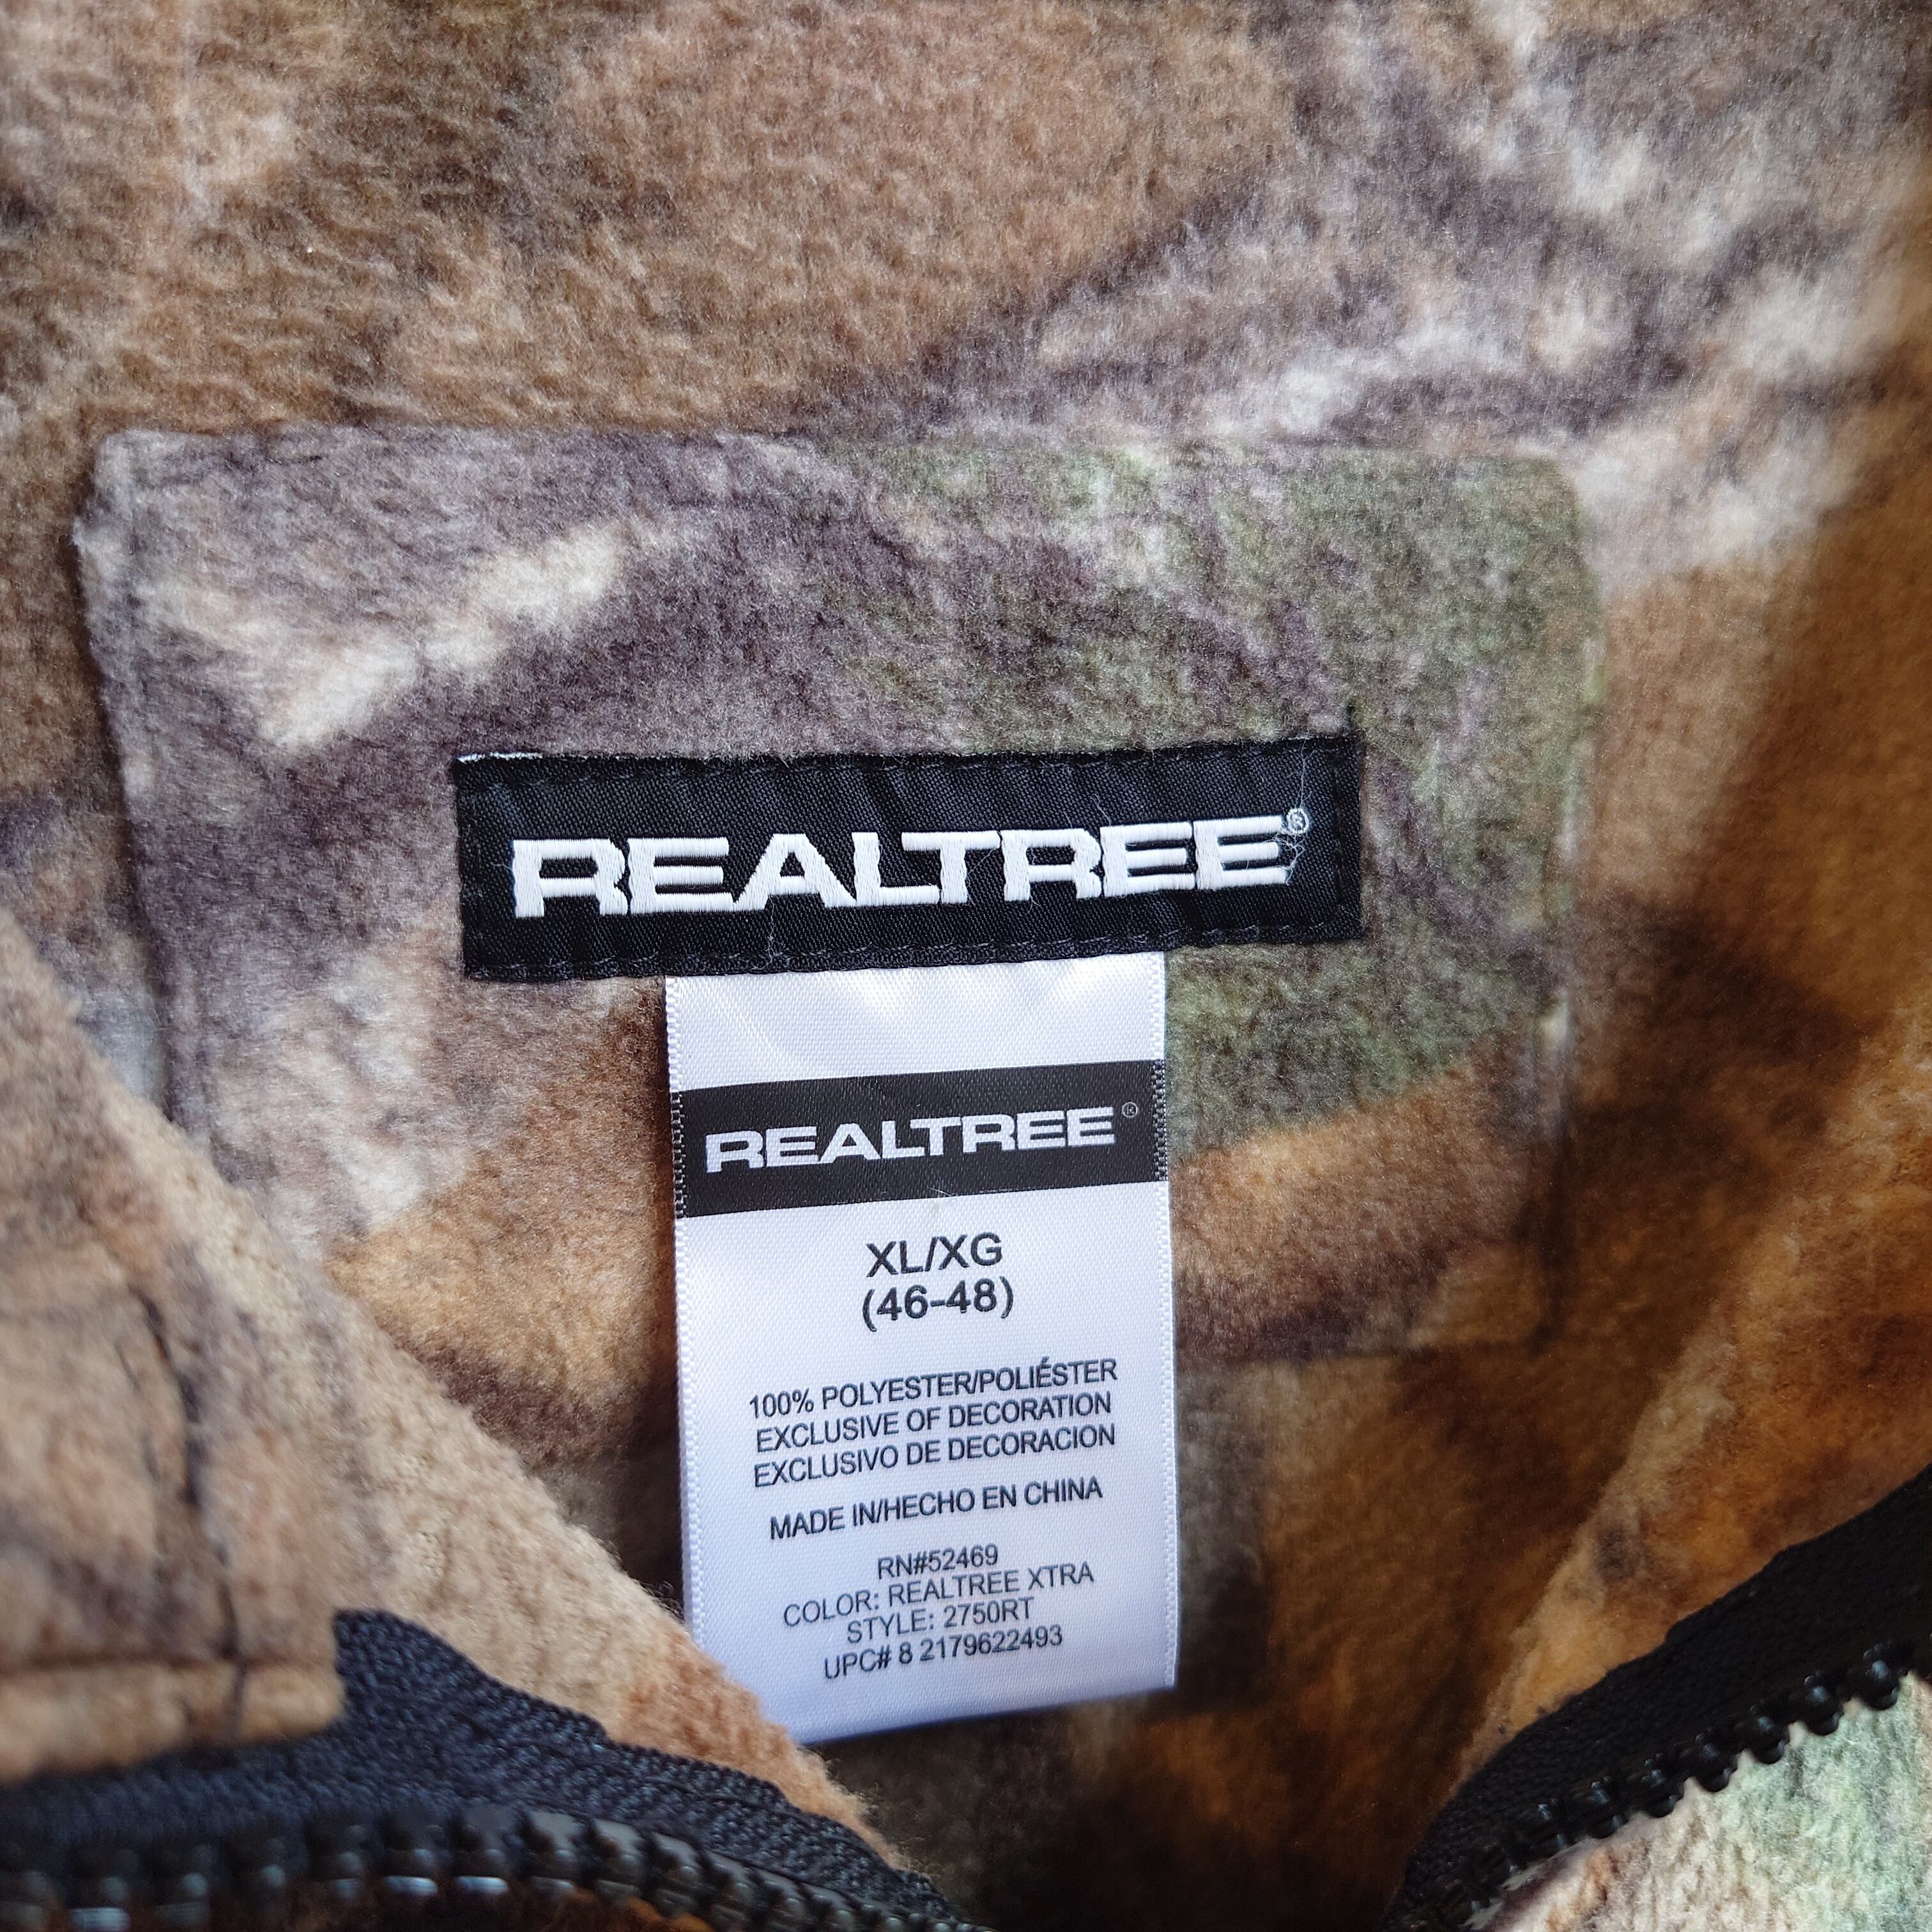 REALTREE®
REALTREE®
XL/XG
(46-48)
100% POLYESTER/POLIÉSTER
EXCLUSIVE OF DECORATION
EXCLUSIVO DE DECORACION
MADE IN/HECHO EN CHINA
RN#52469
COLOR: REALTREE XTRA
STYLE: 2750RT
UPC# 8 2179622493